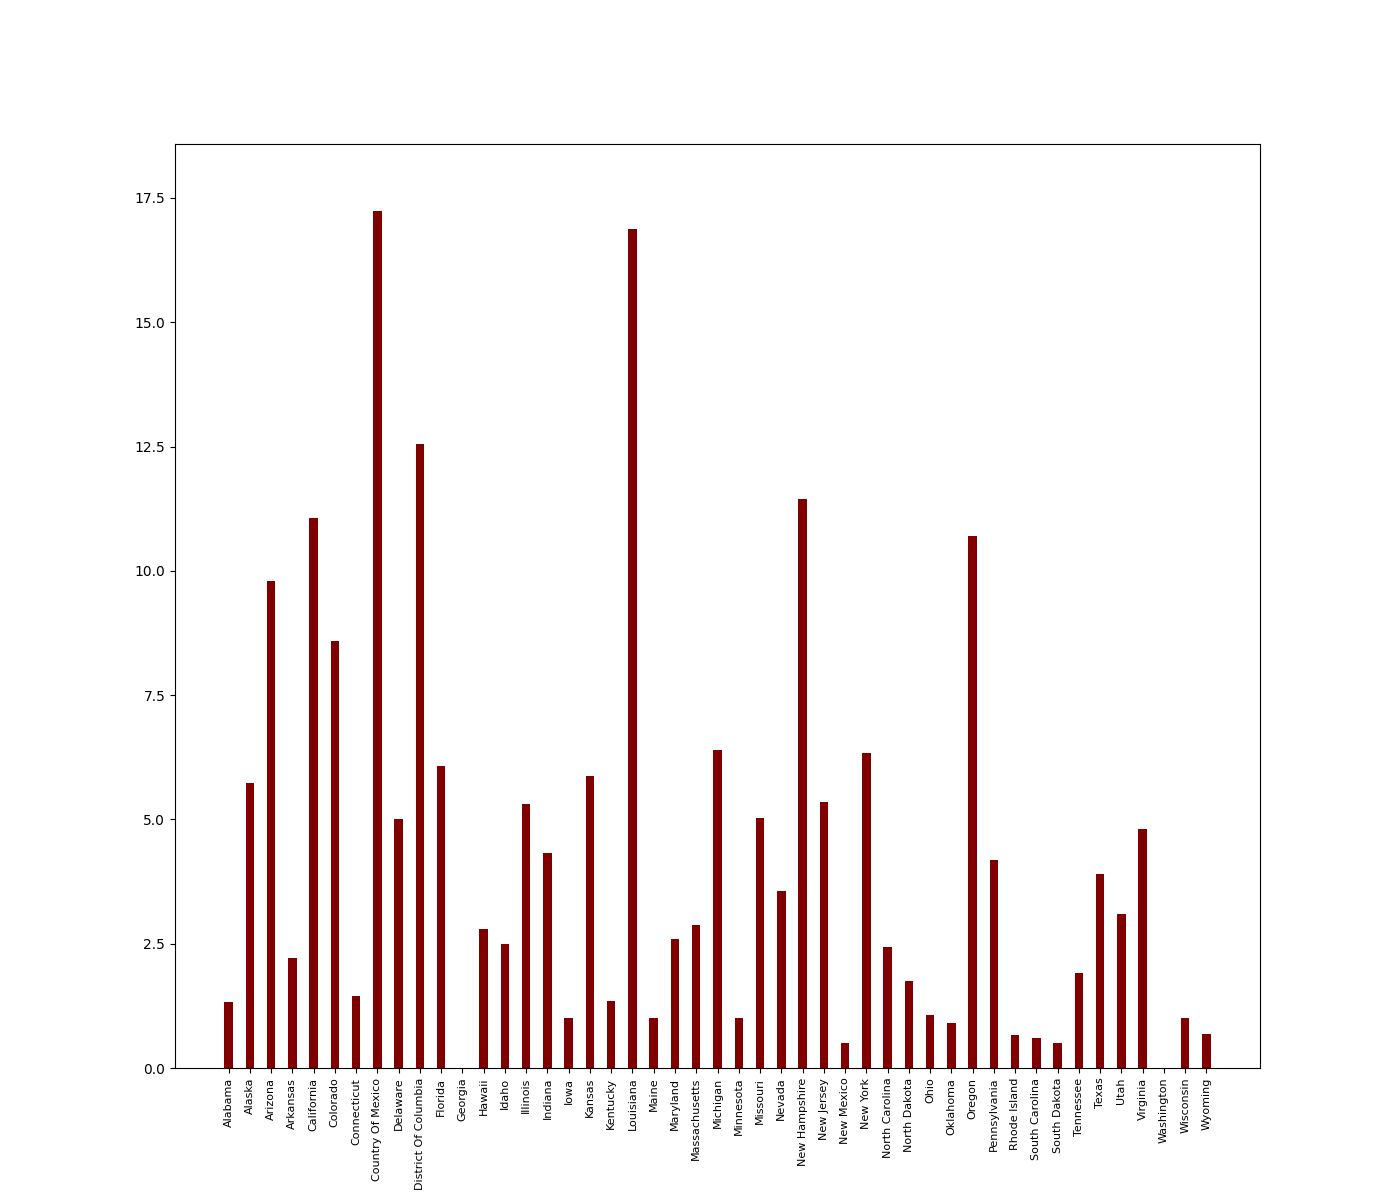 17.5
15.0
12.5
10.0
7.5
5.0
2.5
0.0
Alabama
Alaska
Arizona
Arkansas
California
Colorado
Connecticut
Country Of Mexico
Delaware
District Of Columbia
Florida
Georgia
Hawaii
Idaho
Illinois
Indiana
Iowa
Kansas
Kentucky
Louisiana
Maine
Maryland
Massachusetts
Michigan
Minnesota
Missouri
Nevada
New Hampshire
New Jersey
New Mexico
New York
North Carolina
North Dakota
Ohio
Oklahoma
Oregon
Pennsylvania
Rhode Island
South Carolina
South Dakota
Tennessee
Texas
Utah
Virginia
Washington
Wisconsin
Wyoming